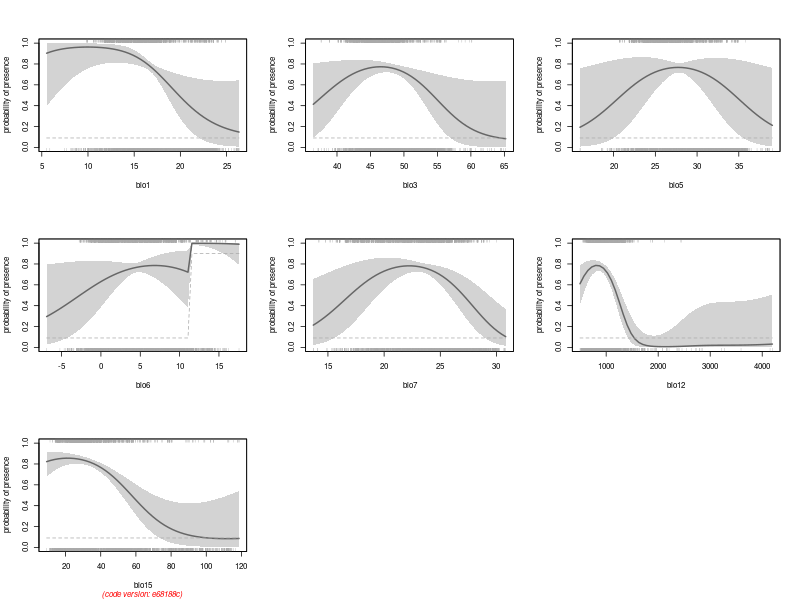 probability of presence
0.0 0.2 0.4 0.6 0.8 1.0
5 10 15 20 25
bio1
probability of presence
0.0 0.2 0.4 0.6 0.8 1.0
40 45 50 55 60 65
bio3
probability of presence
0.0 0.2 0.4 0.6 0.8 1.0
20 25 30 35
bio5
probability of presence
0.0 0.2 0.4 0.6 0.8 1.0
-5 0 5 10 15
bio6
probability of presence
0.0 0.2 0.4 0.6 0.8 1.0
15 20 25 30
bio7
probability of presence
0.0 0.2 0.4 0.6 0.8 1.0
1000 2000 3000 4000
bio12
probability of presence
0.0 0.2 0.4 0.6 0.8 1.0
20 40 60 80 100 120
bio15
(code version: e68188c)